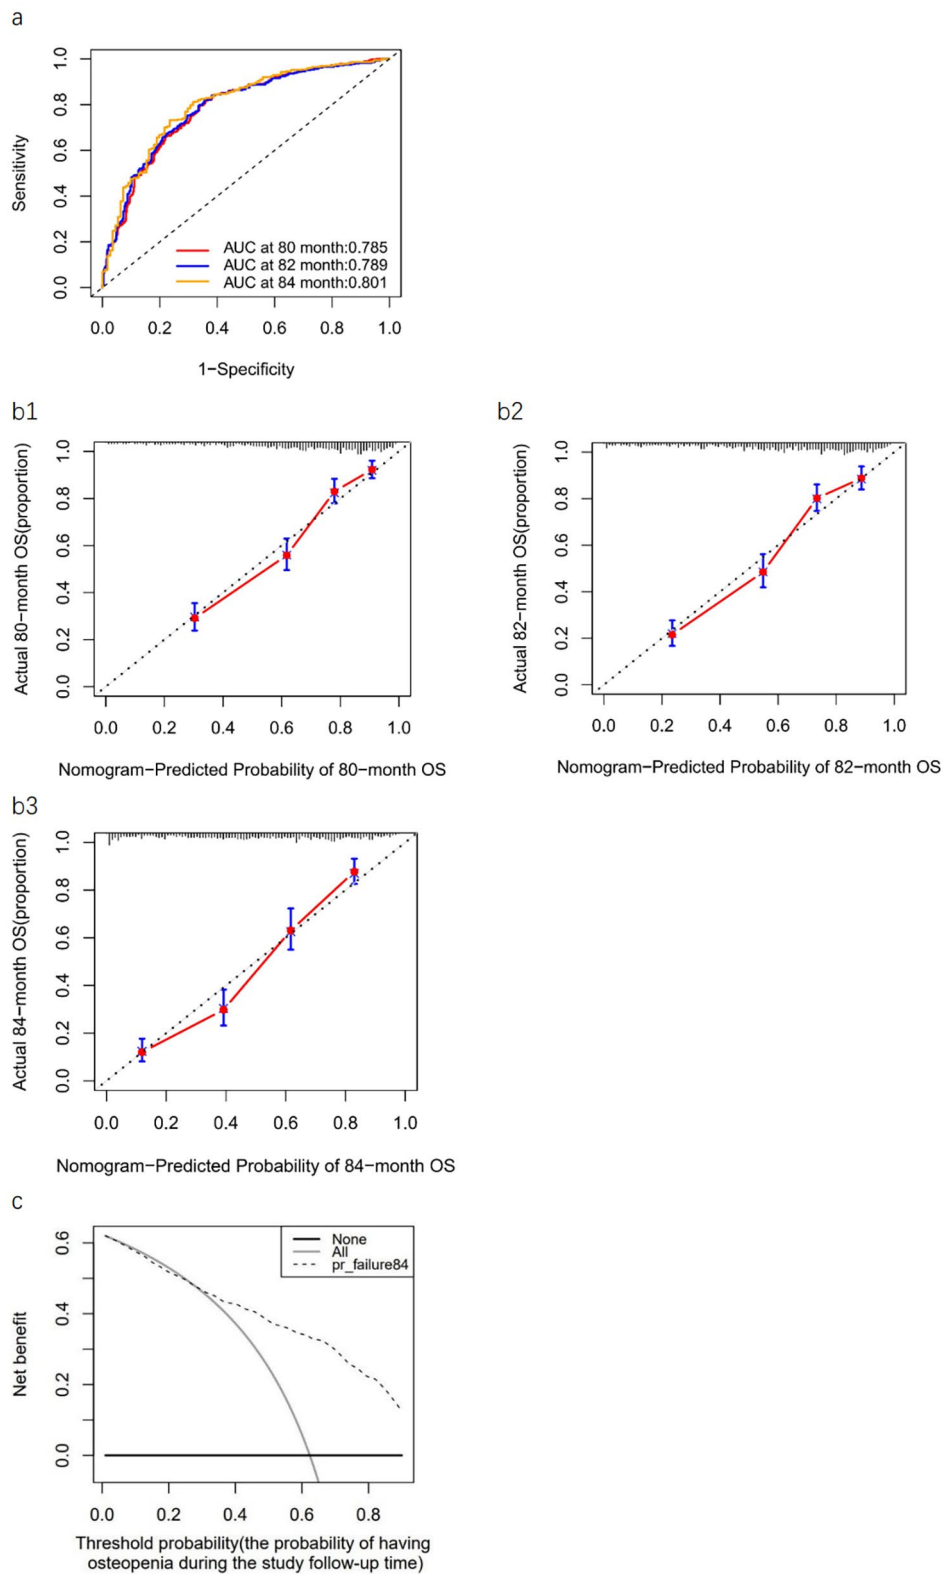 a
Sensitivity
1.0
0.8
0.6
0.4
0.2
0.0
AUC at 80 month:0.785
AUC at 82 month:0.789
AUC at 84 month:0.801
0.0 0.2 0.4 0.6 0.8 1.0
1−Specificity
b1
Actual 80−month OS(proportion)
1.0
0.8
0.6
0.4
0.2
0.0
0.0 0.2 0.4 0.6 0.8 1.0
Nomogram−Predicted Probability of 80−month OS
b2
Actual 82−month OS(proportion)
1.0
0.8
0.6
0.4
0.2
0.0
0.0 0.2 0.4 0.6 0.8 1.0
Nomogram−Predicted Probability of 82−month OS
b3
Actual 84−month OS(proportion)
1.0
0.8
0.6
0.4
0.2
0.0
0.0 0.2 0.4 0.6 0.8 1.0
Nomogram−Predicted Probability of 84−month OS
c
Net benefit
0.6
0.4
0.2
0.0
None
All
pr_failure84
0.0 0.2 0.4 0.6 0.8
Threshold probability(the probability of having
osteopenia during the study follow−up time)